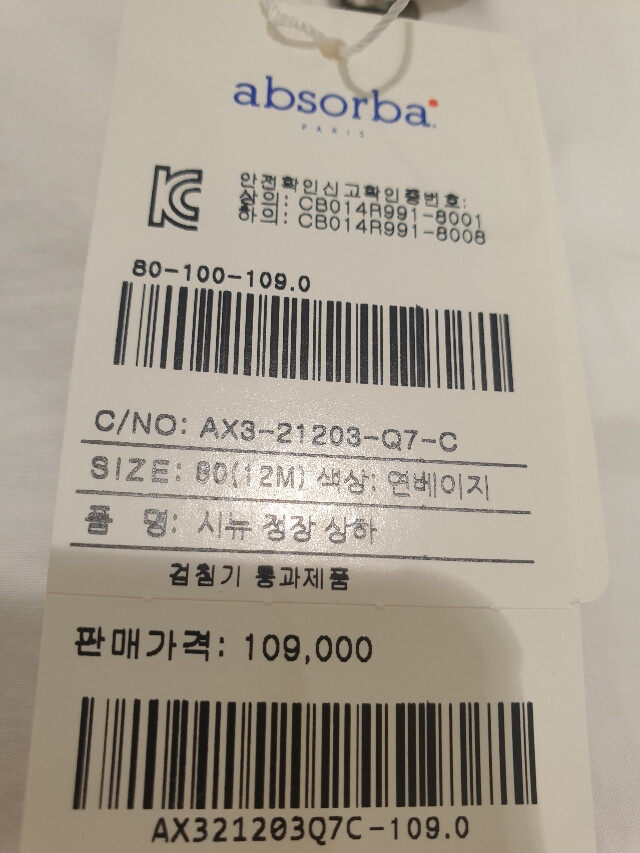 absorba
PARIS
안전확인신고확인증번호:
상의: CB014R991-8001
하의: CB014R991-8008
80-100-109.0
C/NO: AX3-21203-Q7-C
SIZE: 80(12M) 색상: 연베이지
품 명: 시뉴 정장 상하
검침기 통과제품
판매가격: 109,000
AX321203Q7C-109.0